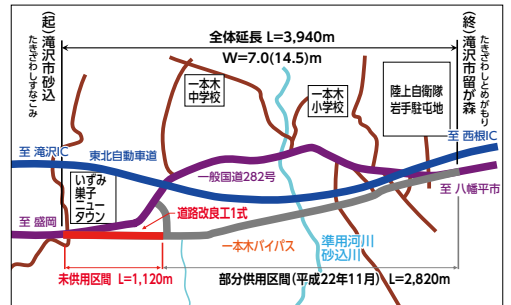 全体延長 L=3,940m
W=7.0(14.5)m
(起)滝沢市砂込
たきざわしすなこみ
(終)滝沢市留が森
たきざわしとめがもり
一本木
中学校
一本木
小学校
陸上自衛隊
岩手駐屯地
至 滝沢IC
東北自動車道
一般国道282号
至 西根IC
至 八幡平市
いずみ
巣子
ニュー
タウン
至 盛岡
道路改良工1式
一本木バイパス
準用河川
砂込川
未供用区間 L=1,120m
部分供用区間(平成22年11月) L=2,820m